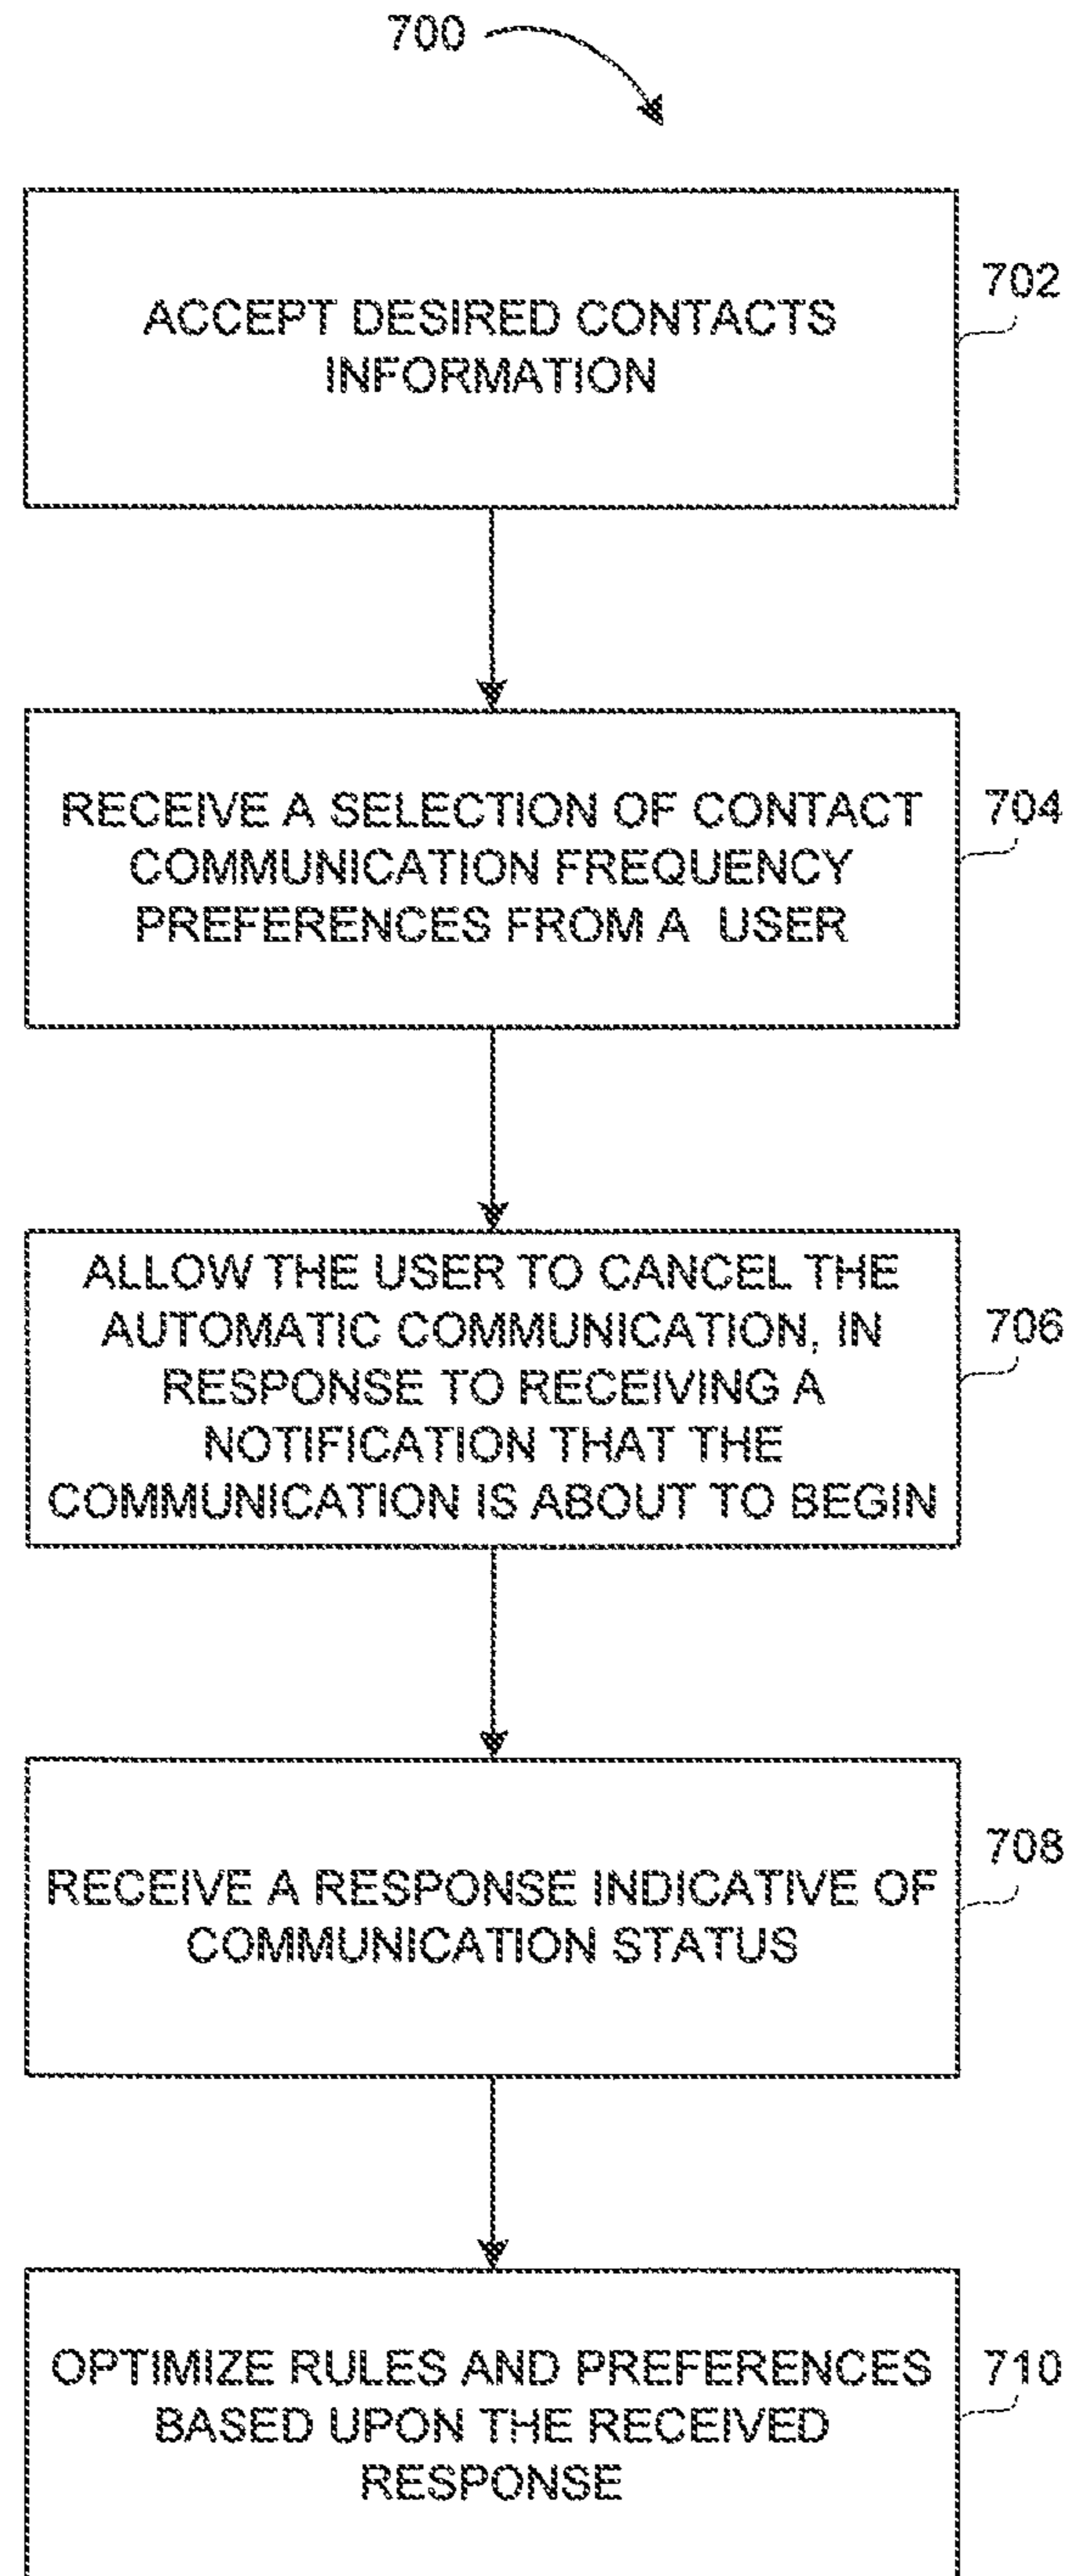 700
ACCEPT DESIRED CONTACTS
INFORMATION
702
RECEIVE A SELECTION OF CONTACT
COMMUNICATION FREQUENCY
PREFERENCES FROM A USER
704
ALLOW THE USER TO CANCEL THE
AUTOMATIC COMMUNICATION, IN
RESPONSE TO RECEIVING A
NOTIFICATION THAT THE
COMMUNICATION IS ABOUT TO BEGIN
706
RECEIVE A RESPONSE INDICATIVE OF
COMMUNICATION STATUS
708
OPTIMIZE RULES AND PREFERENCES
BASED UPON THE RECEIVED
RESPONSE
710